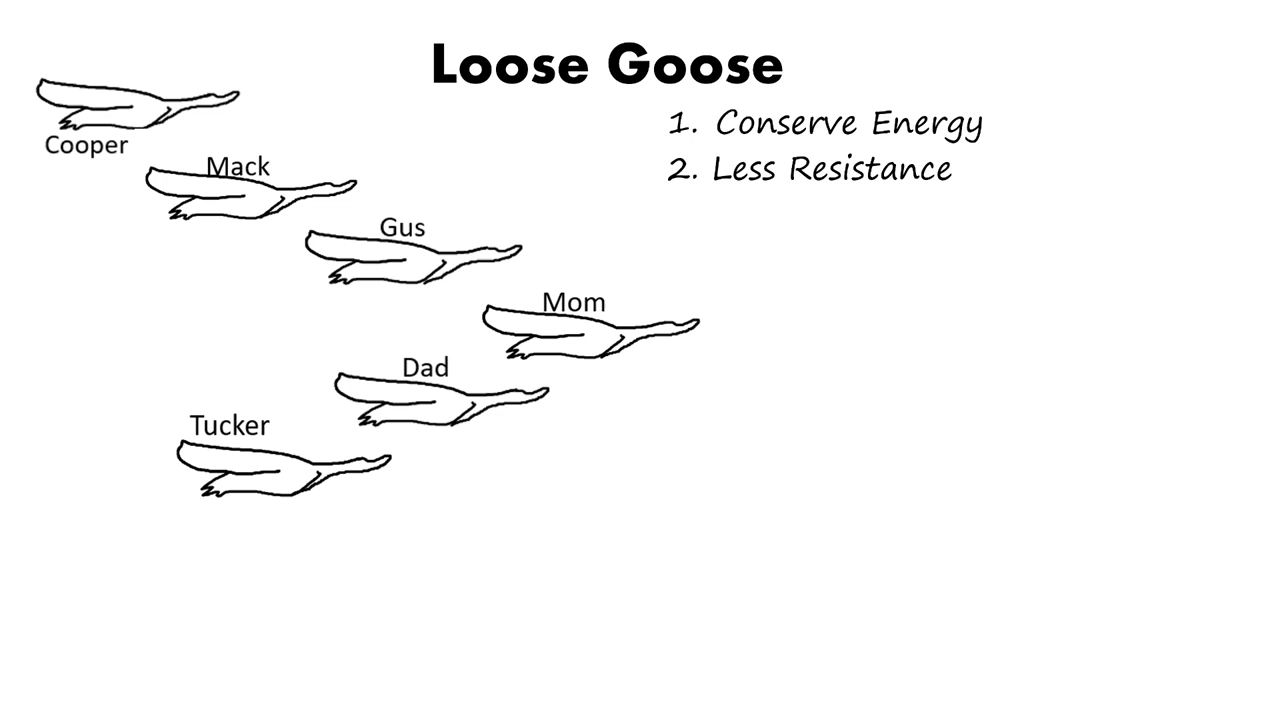 Loose Goose
1. Conserve Energy
2. Less Resistance
Cooper
Mack
Gus
Mom
Dad
Tucker